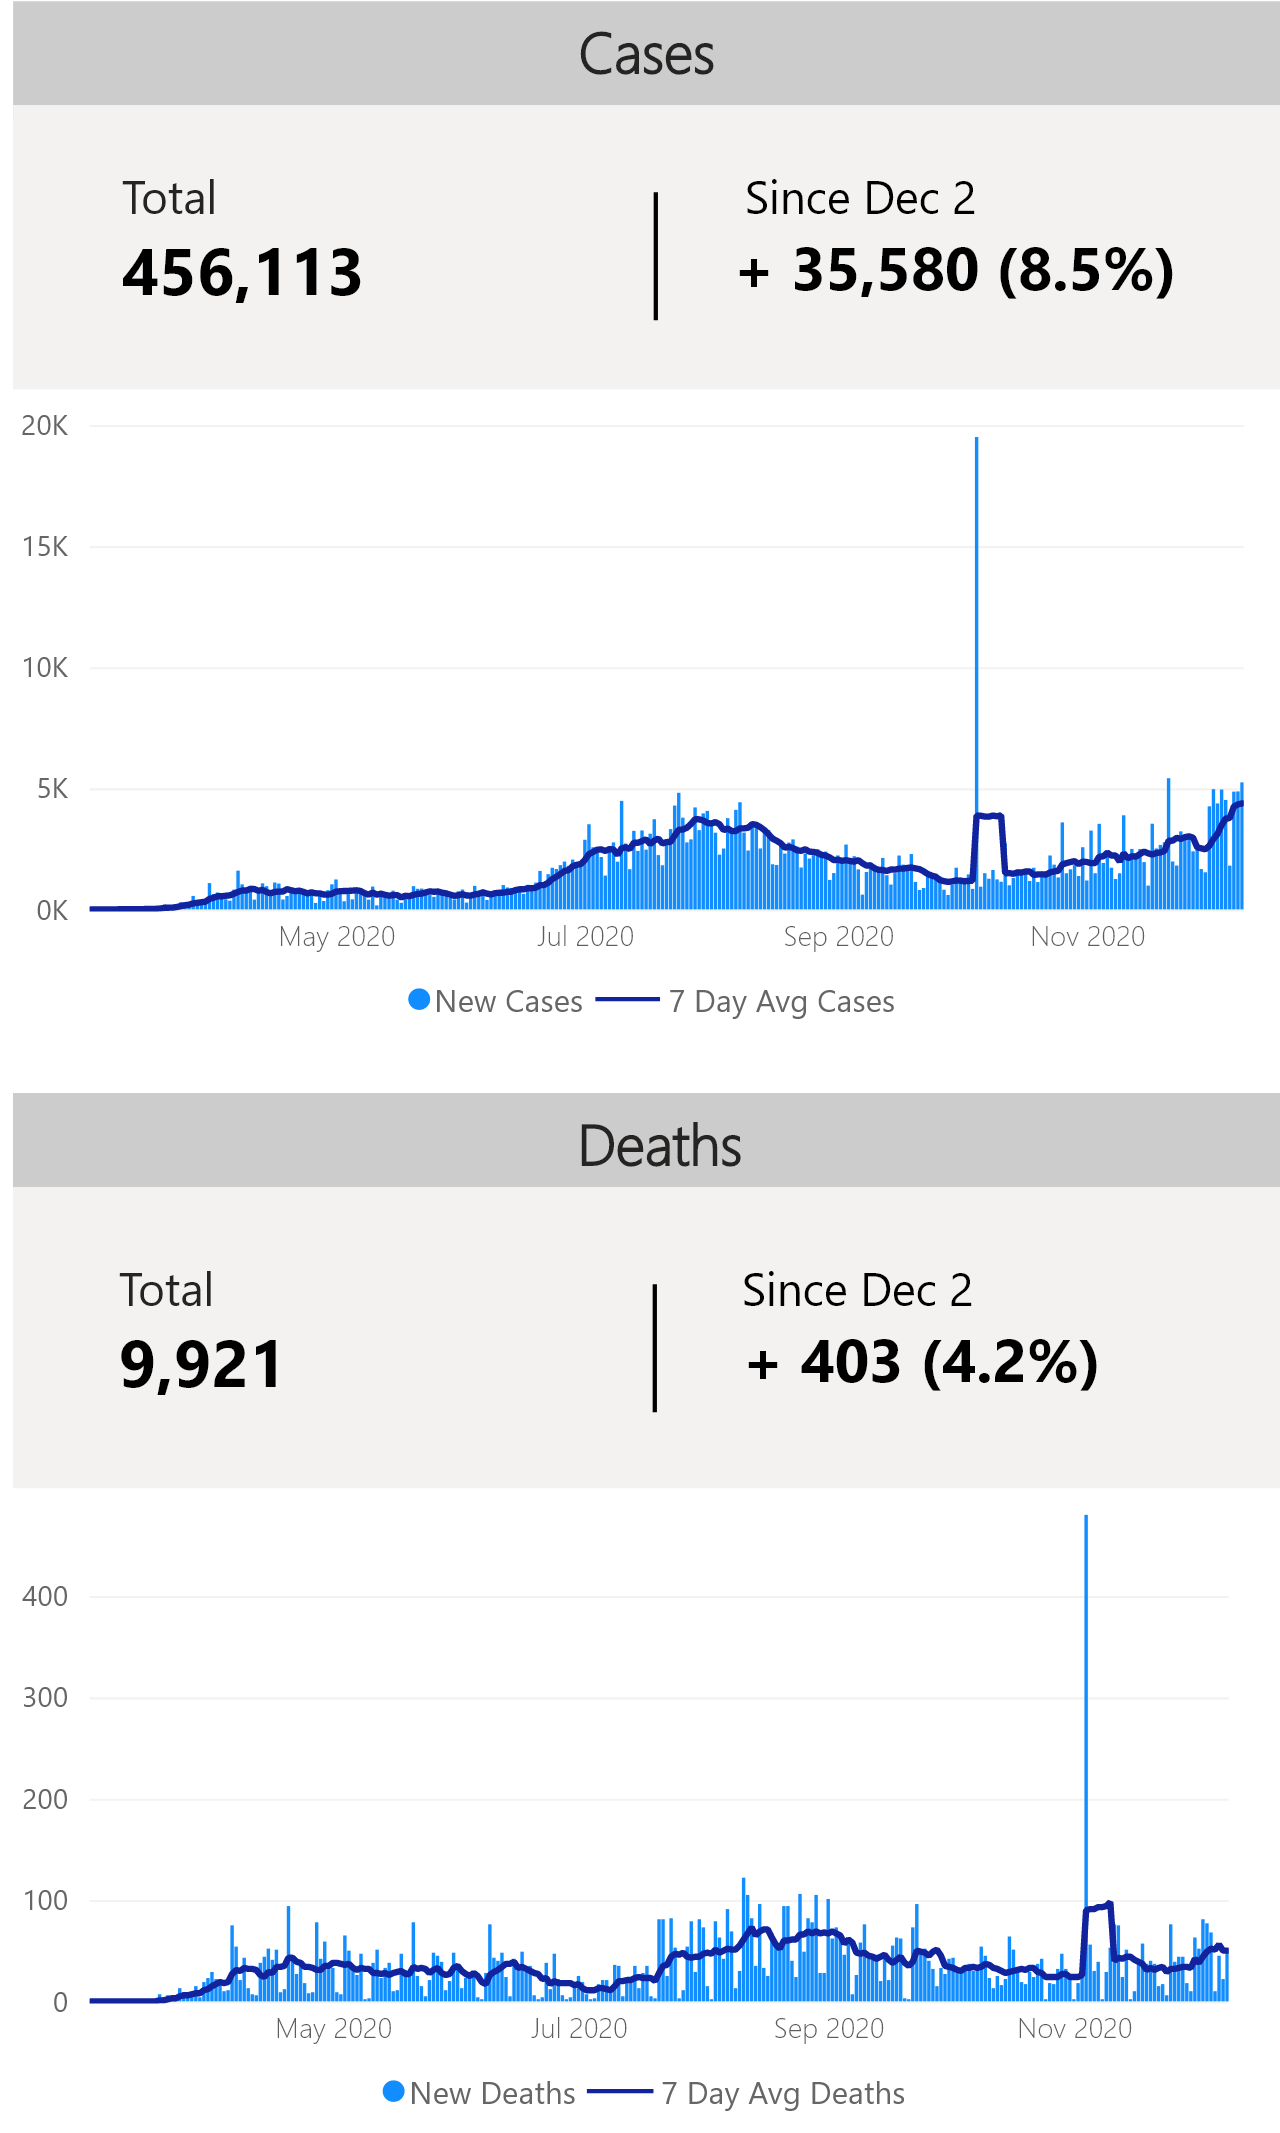 Cases
Total
Since Dec 2
456,113
+ 35,580 (8.5%)
20K
15K
10K
5K
0K
May 2020
Jul 2020
Sep 2020
Nov 2020
New Cases
7 Day Avg Cases
Deaths
Total
Since Dec 2
9,921
+ 403 (4.2%)
400
300
200
100
0
May 2020
Jul 2020
Sep 2020
Nov 2020
New Deaths
7 Day Avg Deaths